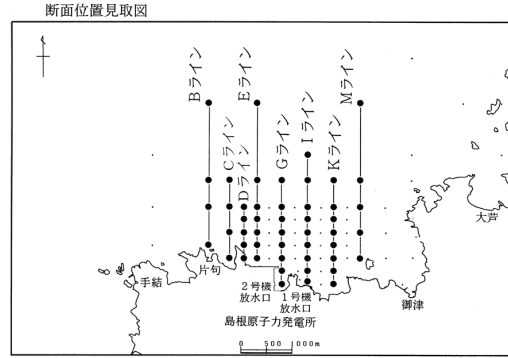 断面位置見取図
Bライン
Cライン
Dライン
Eライン
Gライン
Iライン
Kライン
Mライン
大芦
片句
手結
御津
2号機
放水口
1号機
放水口
島根原子力発電所
0 500 1000m